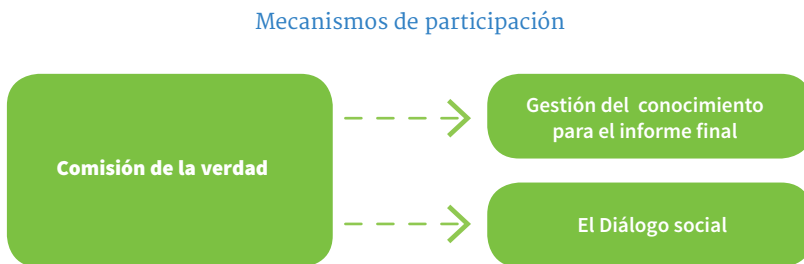 Mecanismos de participación
Comisión de la verdad
Gestión del conocimiento
para el informe final
El Diálogo social